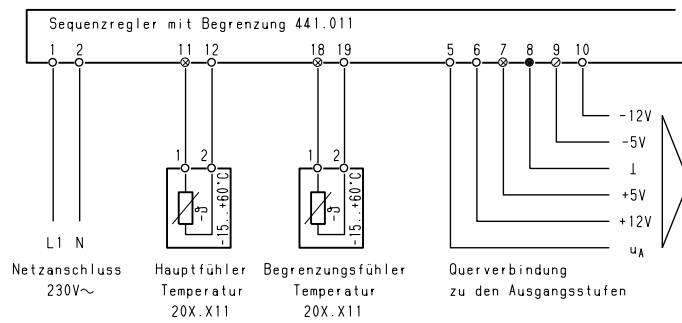 Sequenzregler mit Begrenzung 441.011
1 2 11 12 18 19 5 6 7 8 9 10
-12V
-5V
⊥
+5V
+12V
uA
1 2 1 2
-15..+60°C -15..+60°C
-ϑ -ϑ
L1 N
Netzanschluss Hauptfühler Begrenzungsfühler Querverbindung
230V~ Temperatur Temperatur zu den Ausgangsstufen
20X.X11 20X.X11